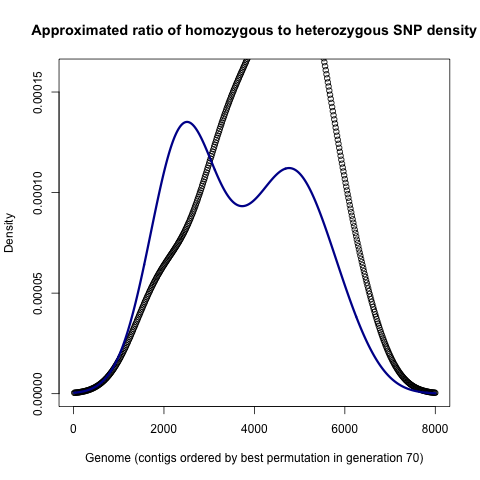 Approximated ratio of homozygous to heterozygous SNP density
0.00015
0.00010
0.00005
0.00000
Density
0 2000 4000 6000 8000
Genome (contigs ordered by best permutation in generation 70)